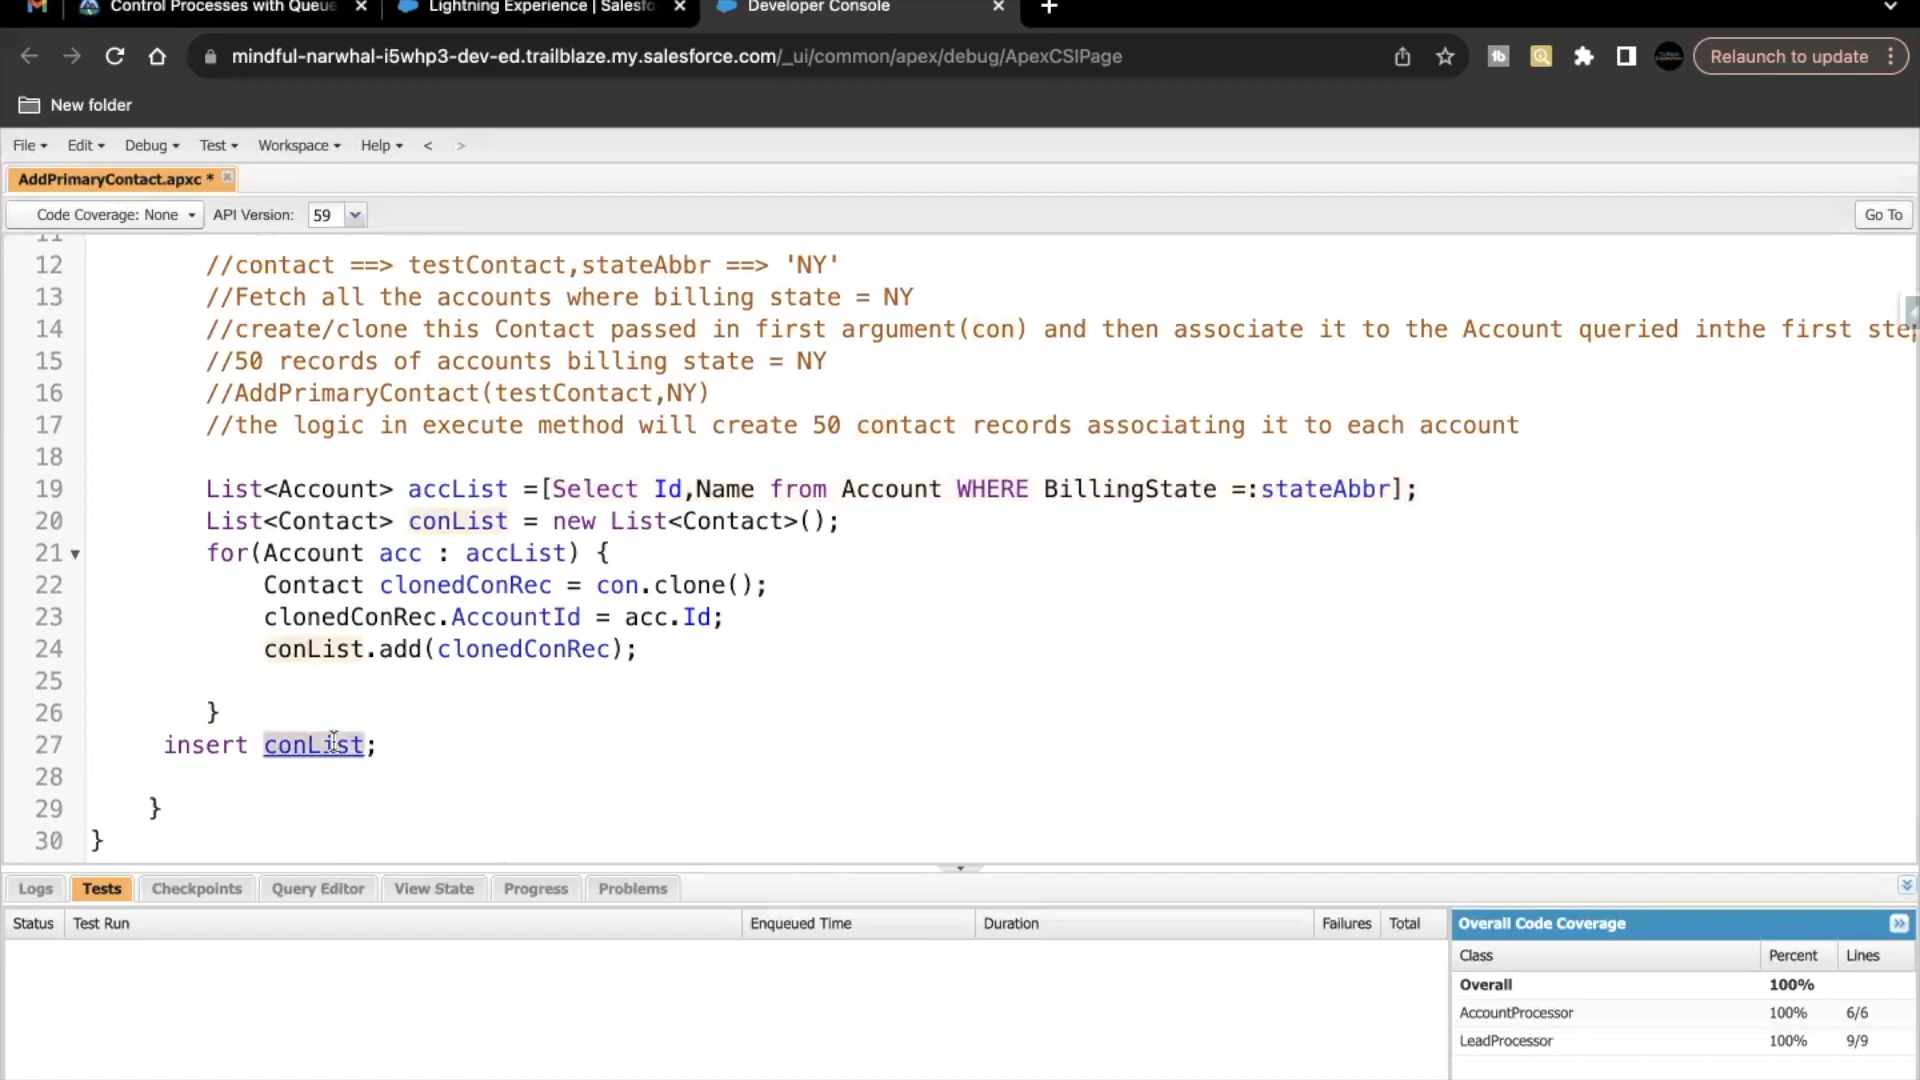 Control Processes with Queue
Lightning Experience | Salesfo
Developer Console
mindful-narwhal-i5whp3-dev-ed.trailblaze.my.salesforce.com/_ui/common/apex/debug/ApexCSIPage
Relaunch to update
New folder
File Edit Debug Test Workspace Help < >
AddPrimaryContact.apxc *
Code Coverage: None API Version: 59 Go To
11
12 //contact ==> testContact,stateAbbr ==> 'NY'
13 //Fetch all the accounts where billing state = NY
14 //create/clone this Contact passed in first argument(con) and then associate it to the Account queried inthe first ste
15 //50 records of accounts billing state = NY
16 //AddPrimaryContact(testContact,NY)
17 //the logic in execute method will create 50 contact records associating it to each account
18
19 List<Account> accList =[Select Id,Name from Account WHERE BillingState =:stateAbbr];
20 List<Contact> conList = new List<Contact>();
21 for(Account acc : accList) {
22 Contact clonedConRec = con.clone();
23 clonedConRec.AccountId = acc.Id;
24 conList.add(clonedConRec);
25
26 }
27 insert conList;
28
29 }
30 }
Logs Tests Checkpoints Query Editor View State Progress Problems
Status Test Run Enqueued Time Duration Failures Total
Overall Code Coverage
Class Percent Lines
Overall 100%
AccountProcessor 100% 6/6
LeadProcessor 100% 9/9